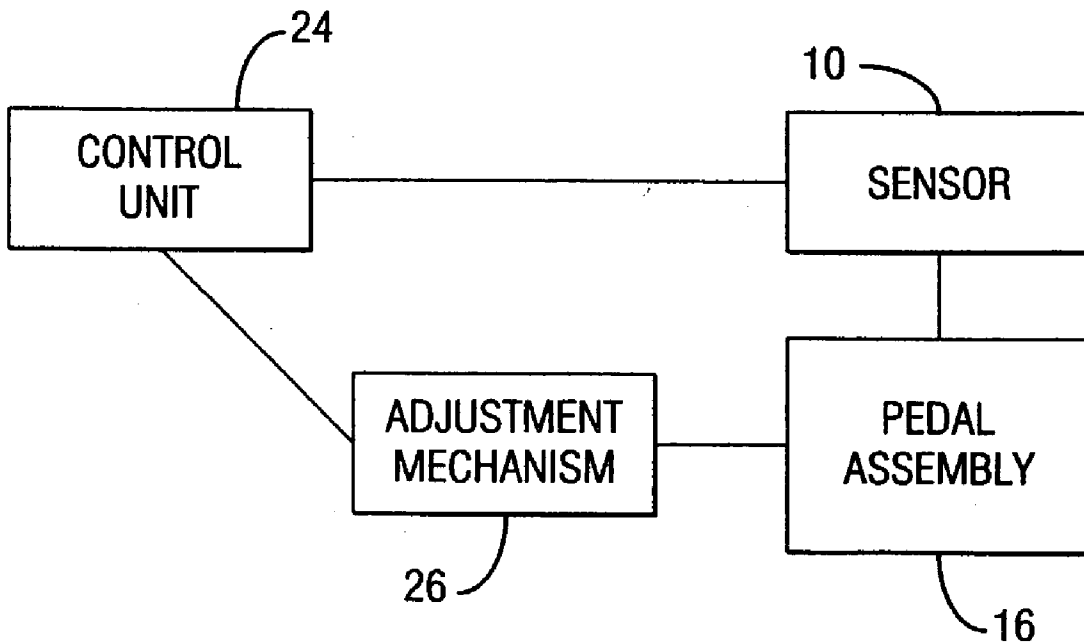 24
10
CONTROL
UNIT
SENSOR
ADJUSTMENT
MECHANISM
PEDAL
ASSEMBLY
26
16